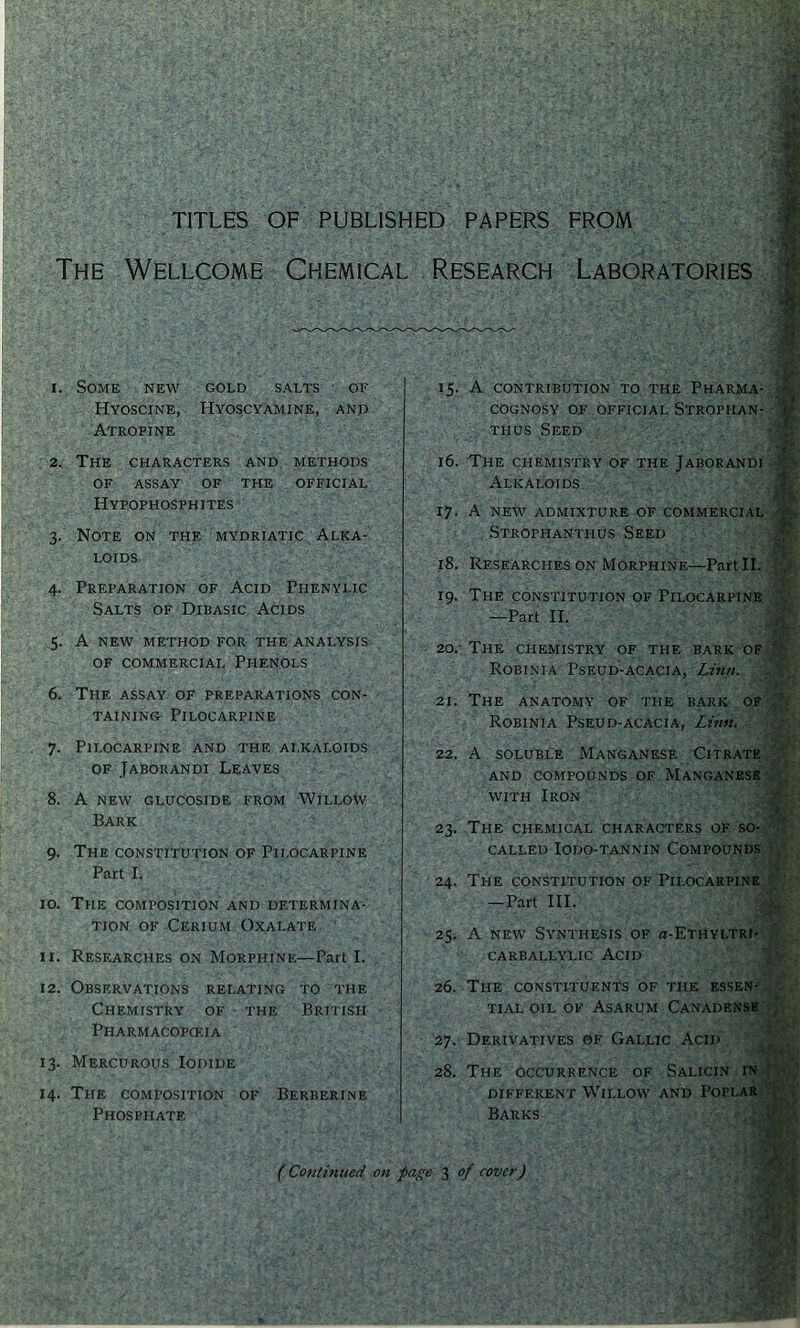 TITLES OF PUBLISHED PAPERS FROM
THE WELLCOME CHEMICAL RESEARCH LABORATORIES
1. SOME NEW GOLD SALTS OF
HYOSCINE, HYOSCYAMINE, AND
ATROPINE
2. THE CHARACTERS AND METHODS
OF ASSAY OF THE OFFICIAL
HYPOPHOSPHITES
3. NOTE ON THE MYDRIATIC ALKA-
LOIDS
4. PREPARATION OF ACID PHENYLIC
SALTS OF DIBASIC ACIDS
5. A NEW METHOD FOR THE ANALYSIS
OF COMMERCIAL PHENOLS
6. THE ASSAY OF PREPARATIONS CON-
TAINING PILOCARPINE
7. PILOCARPINE AND THE ALKALOIDS
OF JABORANDI LEAVES
8. A NEW GLUCOSIDE FROM WILLOW
BARK
9. THE CONSTITUTION OF PILOCARPINE
Part I.
10. THE COMPOSITION AND DETERMINA-
TION OF CERIUM OXALATE
11. RESEARCHES ON MORPHINE—Part I.
12. OBSERVATIONS RELATING TO THE
CHEMISTRY OF THE BRITISH
PHARMACOPŒIA
13. MERCUROUS IODIDE
14. THE COMPOSITION OF BERBERINE
PHOSPHATE
15. A CONTRIBUTION TO THE PHARMA-
COGNOSY OF OFFICIAL STROPHAN-
THUS SEED
16. THE CHEMISTRY OF THE JABORANDI
ALKALOIDS
17. A NEW ADMIXTURE OF COMMERCIAL
STROPHANTHUS SEED
18. RESEARCHES ON MORPHINE—Part II.
19. THE CONSTITUTION OF PILOCARPINE
—Part II.
20. THE CHEMISTRY OF THE BARK OF
ROBINIA PSEUD-ACACIA, Linn.
21. THE ANATOMY OF THE BARK OF
ROBINIA PSEUD-ACACIA, Linn.
22. A SOLUBLE MANGANESE CITRATE
AND COMPOUNDS OF MANGANESE
WITH IRON
23. THE CHEMICAL CHARACTERS OF SO-
CALLED IODO-TANNIN COMPOUNDS
24. THE CONSTITUTION OF PILOCARPINE
—Part III.
25. A NEW SYNTHESIS OF α-ETHYLTRI-
CARBALLYLIC ACID
26. THE CONSTITUENTS OF THE ESSEN-
TIAL OIL OF ASARUM CANADENSE
27. DERIVATIVES OF GALLIC ACID
28. THE OCCURRENCE OF SALICIN IN
DIFFERENT WILLOW AND POPLAR
BARKS
(Continued on page 3 of cover)